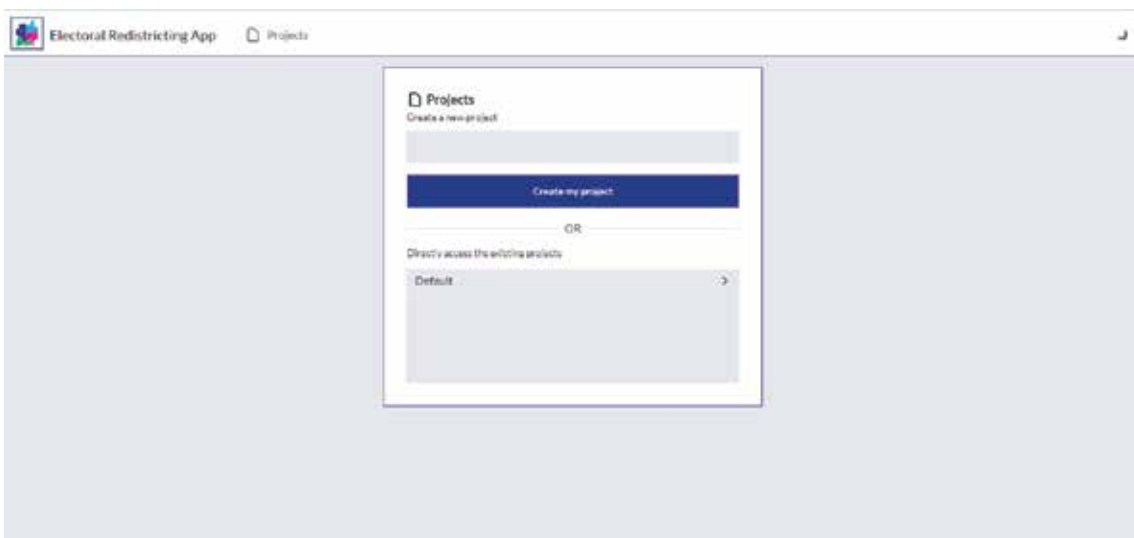 Electoral Redistricting App
Projects
Projects
Create a new project
Create my project
OR
Directly access the existing projects
Default